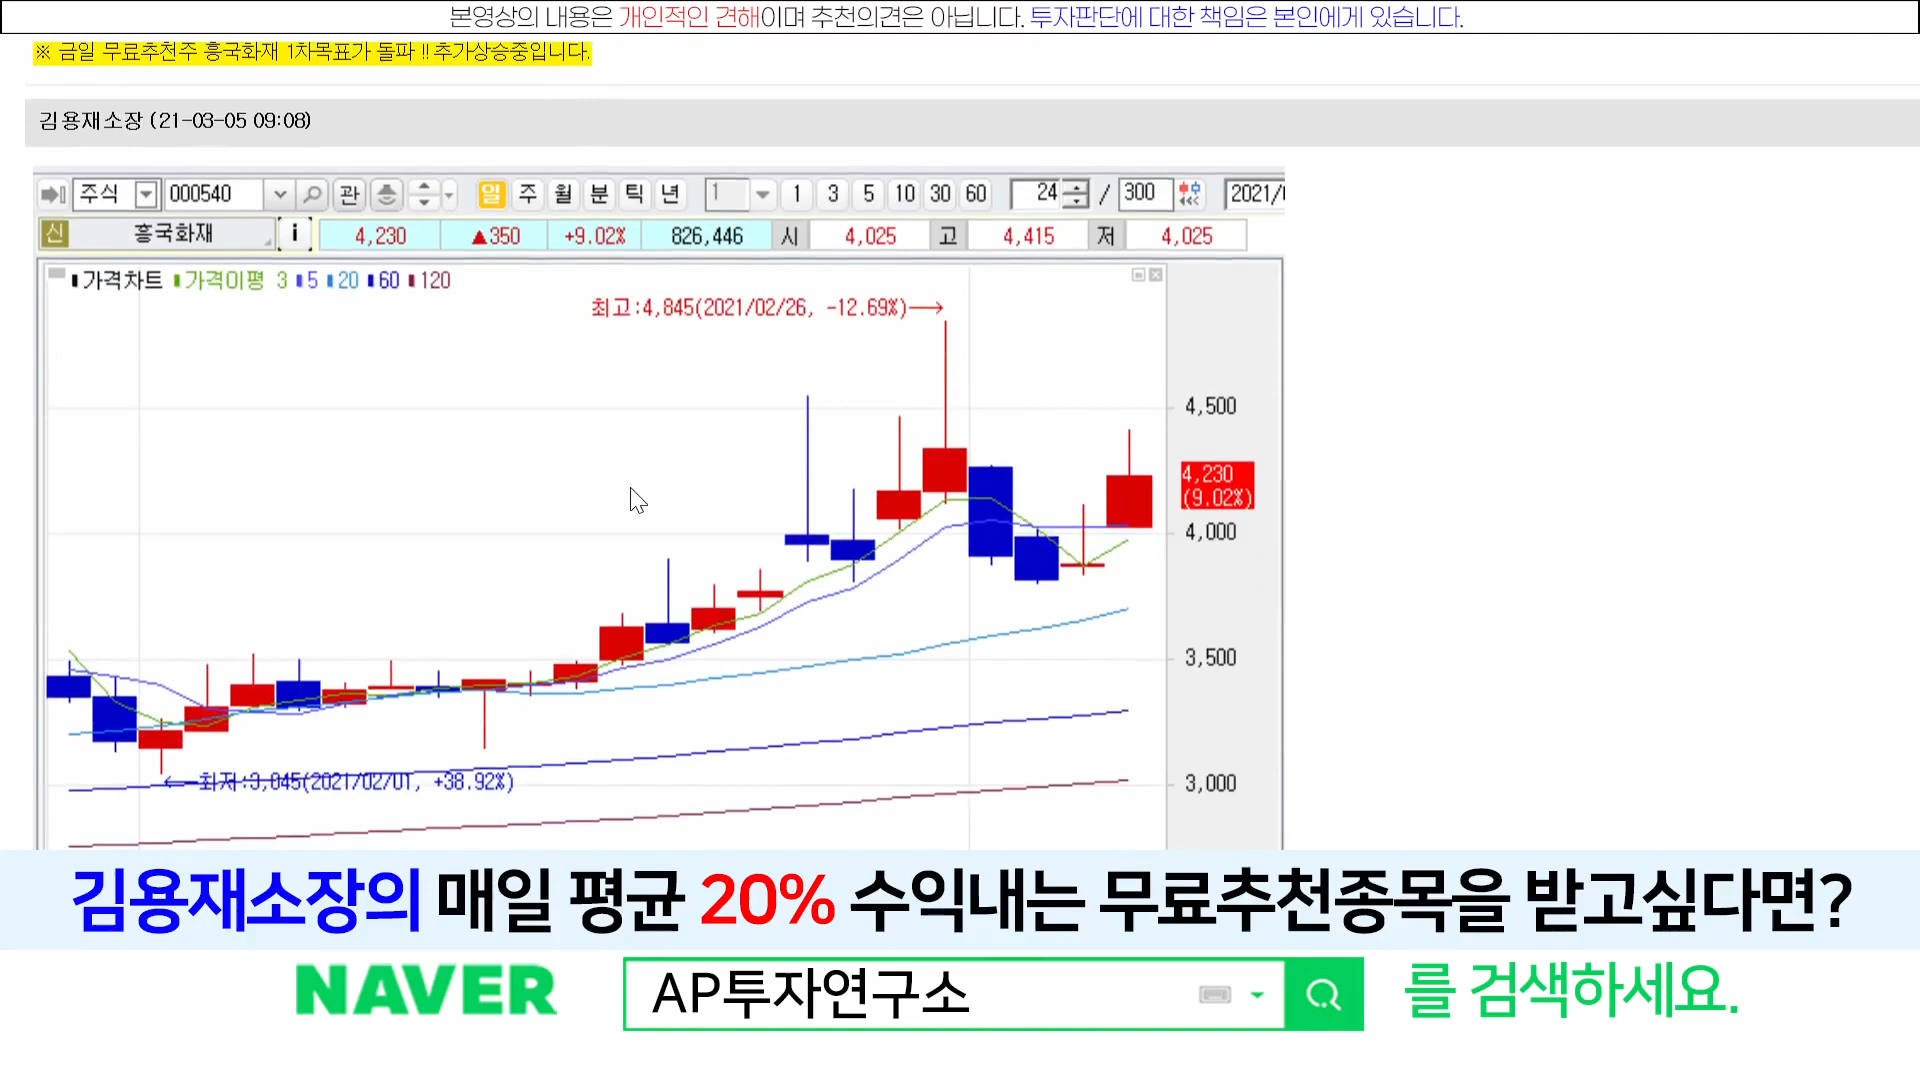 본영상의 내용은 개인적인 견해이며 추천의견은 아닙니다. 투자판단에 대한 책임은 본인에게 있습니다.
※ 금일 무료추천주 흥국화재 1차목표가 돌파 !! 추가상승중입니다.
김용재소장 (21-03-05 09:08)
주식 000540 관 일 주 월 분 틱 년 1 1 3 5 10 30 60 24 / 300 2021/
신 흥국화재 i 4,230 ▲350 +9.02% 826,446 시 4,025 고 4,415 저 4,025
가격차트 가격이평 3 5 20 60 120
최고:4,845(2021/02/26, -12.69%)→
4,500
4,230
(9.02%)
4,000
3,500
←최저:3,045(2021/02/01, +38.92%)
3,000
김용재소장의 매일 평균 20% 수익내는 무료추천종목을 받고싶다면?
NAVER AP투자연구소 를 검색하세요.